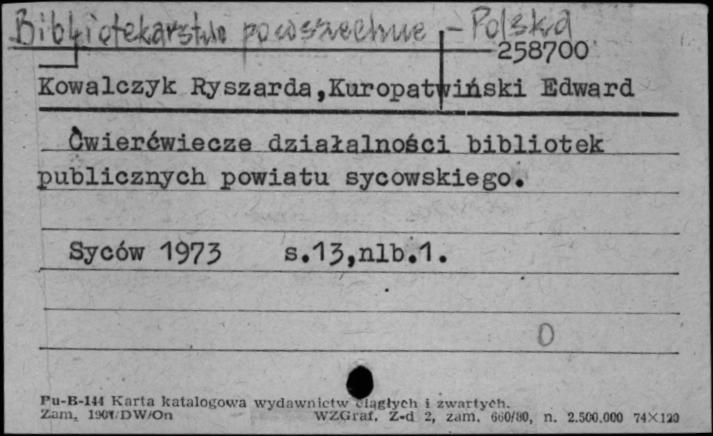 Bibliotekarstwo powszechne - Polska
258700
Kowalczyk Ryszarda,Kuropatwiński Edward
Ćwierćwiecze działalności bibliotek
publicznych powiatu sycowskiego.
Syców 1973 s.13,nlb.1.
0
Pu-B-144 Karta katalogowa wydawnictw ciągłych i zwartych.
Zam. DW/On WZGraf. Z-d 2, zam. 660/80, n. 2.500.000 74×120